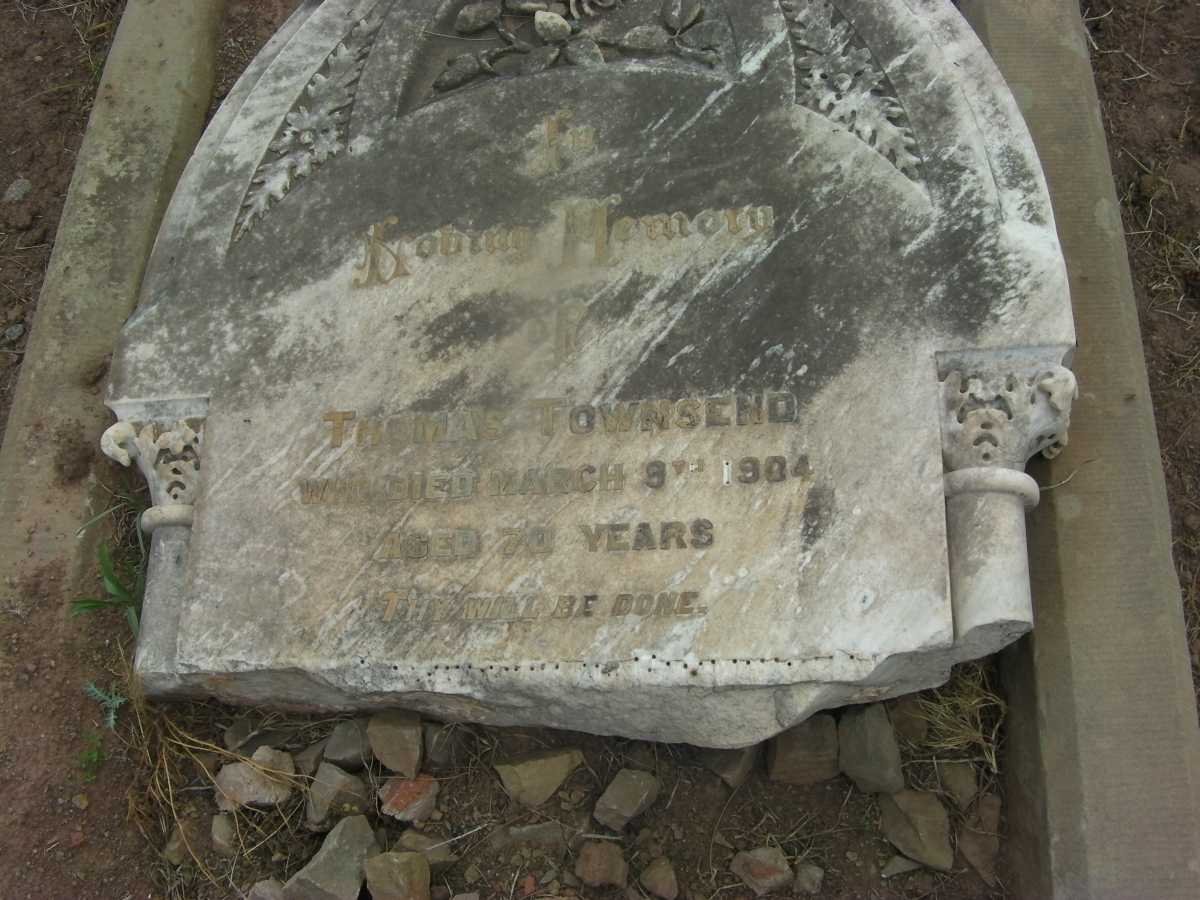 In
Loving Memory
of
THOMAS TOWNSEND
WHO DIED MARCH 9TH 1904
AGED 70 YEARS
THY WILL BE DONE.